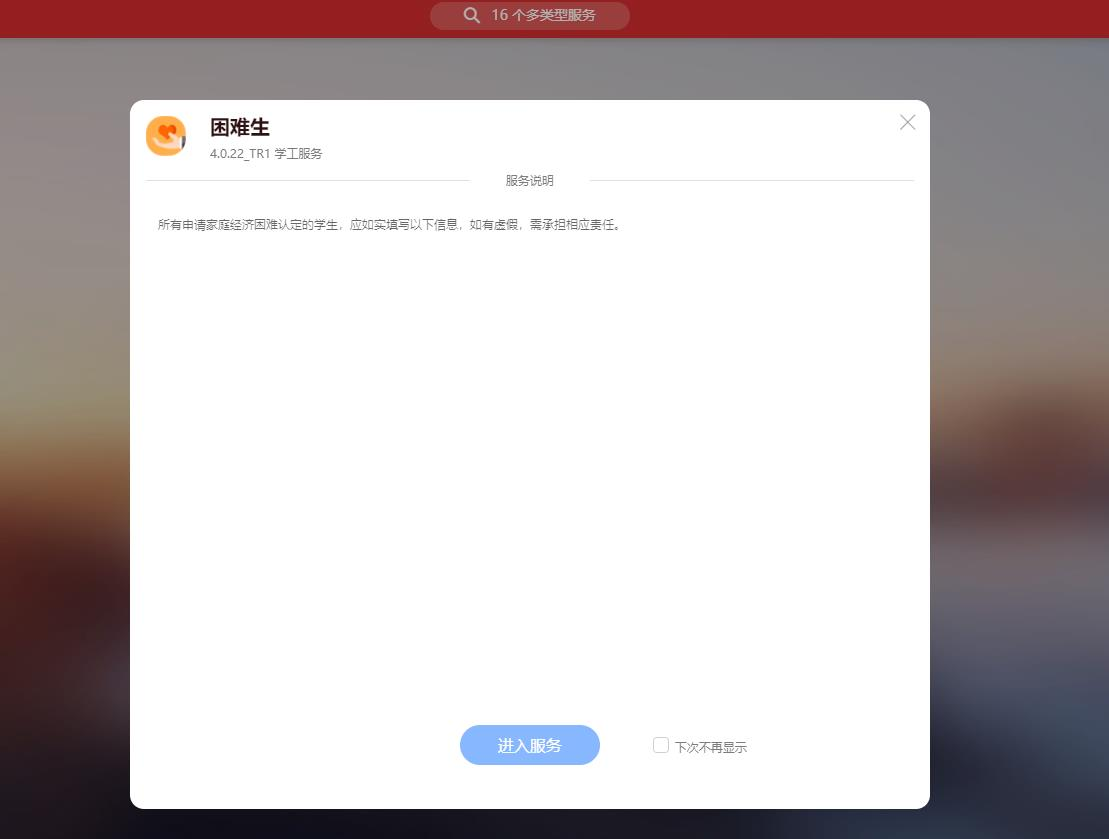 16 个多类型服务
困难生
4.0.22_TR1 学工服务
服务说明
所有申请家庭经济困难认定的学生，应如实填写以下信息，如有虚假，需承担相应责任。
进入服务
下次不再显示